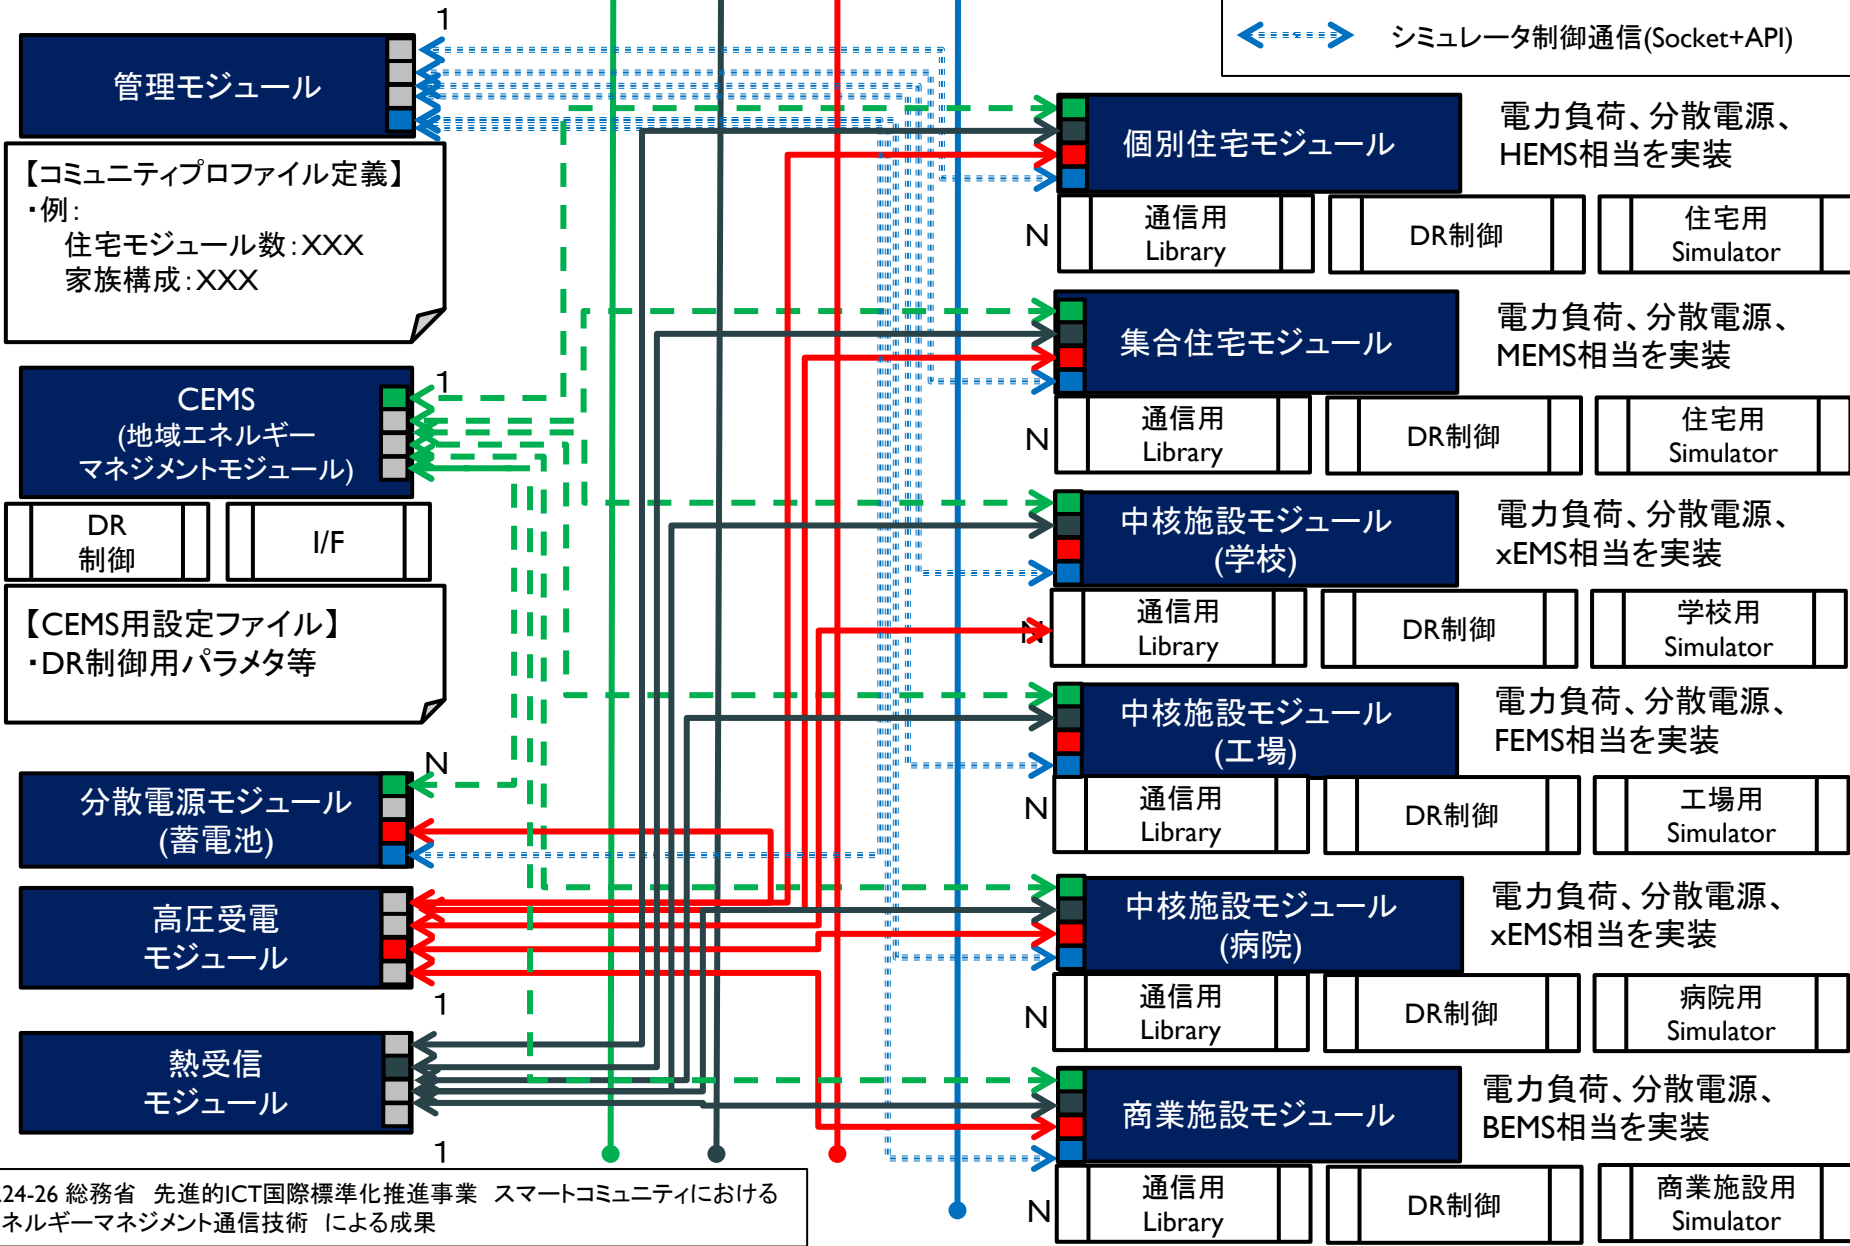 シミュレータ制御通信(Socket+API)
1
管理モジュール
【コミュニティプロファイル定義】
・例：
住宅モジュール数：XXX
家族構成：XXX
1
CEMS
(地域エネルギー
マネジメントモジュール)
DR
制御
I/F
【CEMS用設定ファイル】
・DR制御用パラメタ等
N
分散電源モジュール
(蓄電池)
高圧受電
モジュール
1
熱受信
モジュール
1
個別住宅モジュール
電力負荷、分散電源、
HEMS相当を実装
N
通信用
Library
DR制御
住宅用
Simulator
集合住宅モジュール
電力負荷、分散電源、
MEMS相当を実装
N
通信用
Library
DR制御
住宅用
Simulator
中核施設モジュール
(学校)
電力負荷、分散電源、
xEMS相当を実装
N
通信用
Library
DR制御
学校用
Simulator
中核施設モジュール
(工場)
電力負荷、分散電源、
FEMS相当を実装
N
通信用
Library
DR制御
工場用
Simulator
中核施設モジュール
(病院)
電力負荷、分散電源、
xEMS相当を実装
N
通信用
Library
DR制御
病院用
Simulator
商業施設モジュール
電力負荷、分散電源、
BEMS相当を実装
N
通信用
Library
DR制御
商業施設用
Simulator
24-26 総務省 先進的ICT国際標準化推進事業 スマートコミュニティにおける
ネルギーマネジメント通信技術 による成果